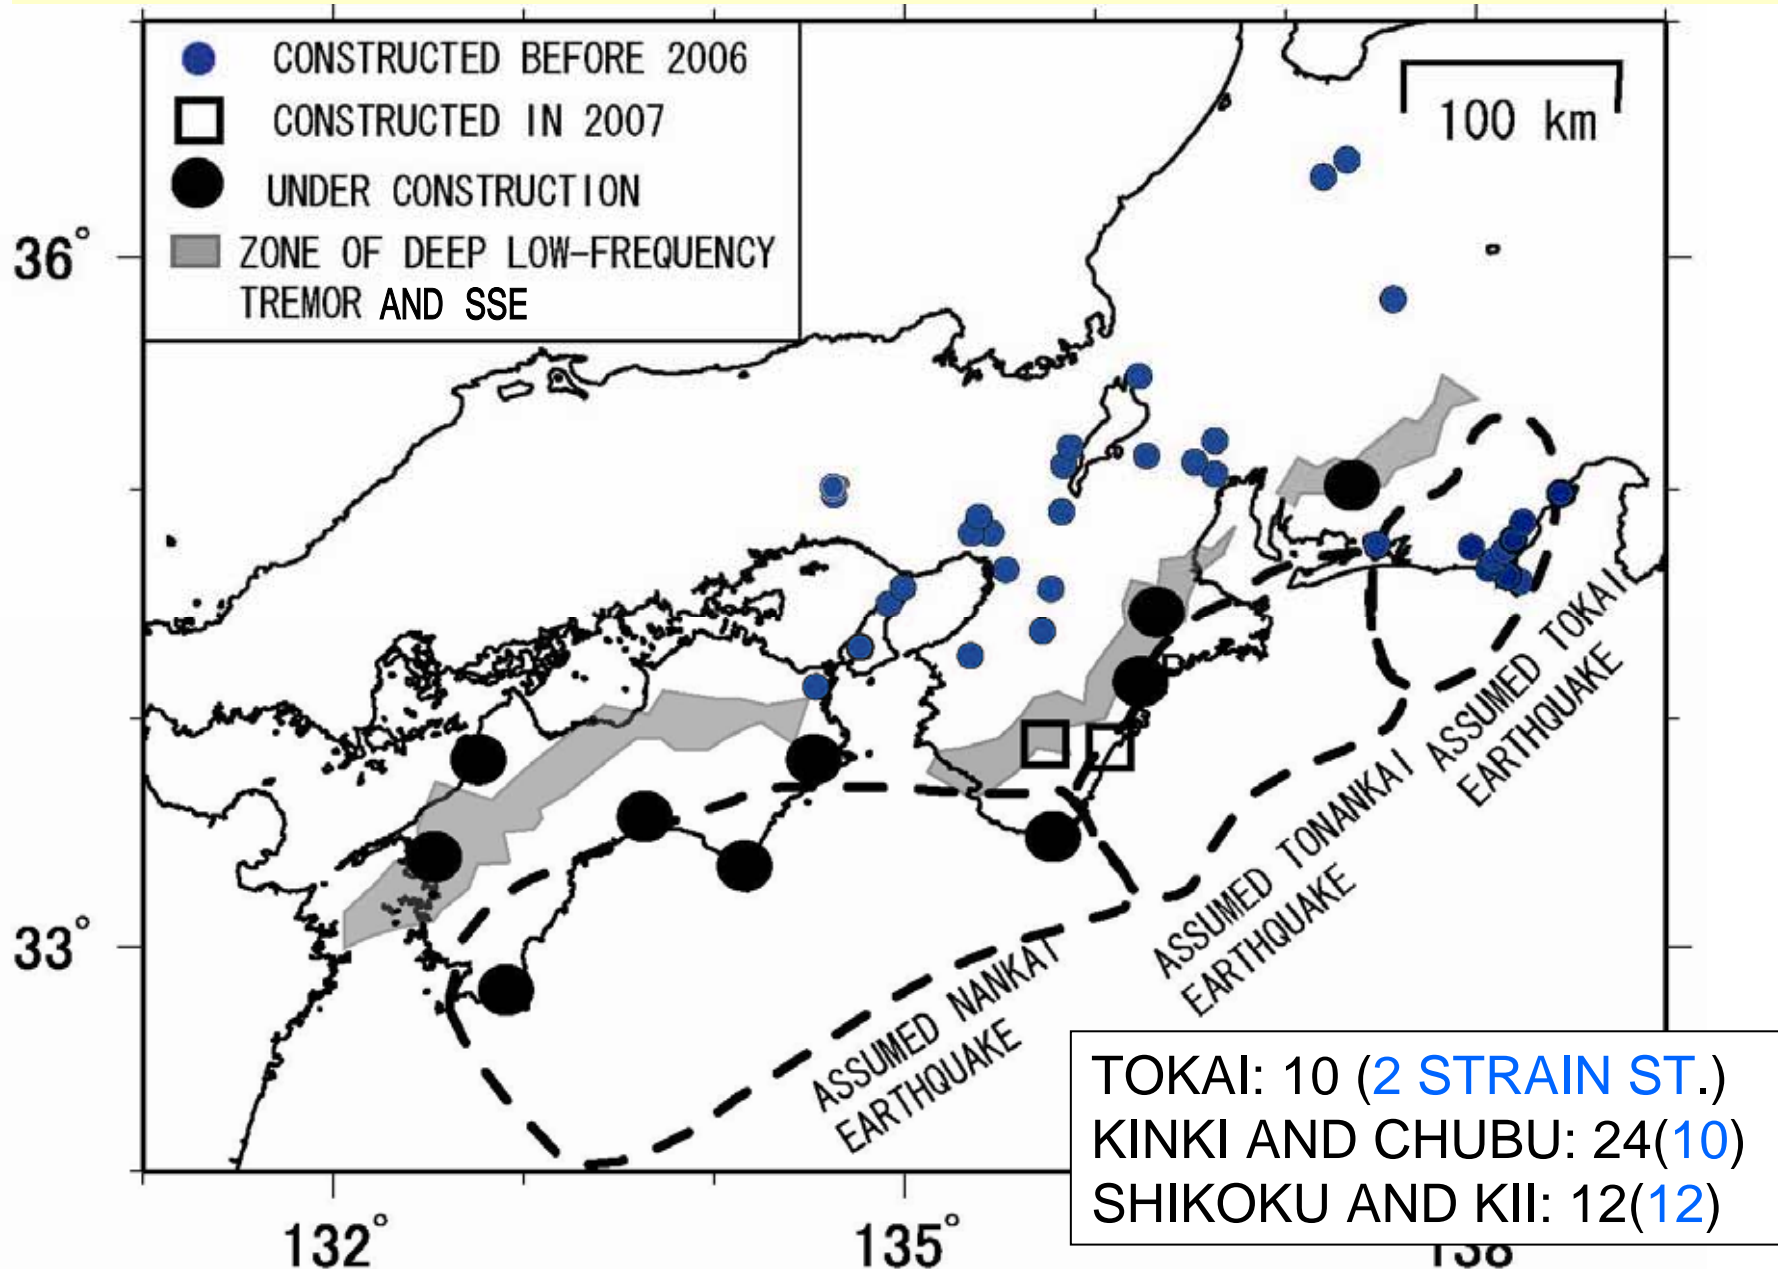 CONSTRUCTED BEFORE 2006
CONSTRUCTED IN 2007
UNDER CONSTRUCTION
ZONE OF DEEP LOW-FREQUENCY
TREMOR AND SSE
100 km
36°
33°
ASSUMED TOKAI
EARTHQUAKE
ASSUMED TONANKAI
EARTHQUAKE
ASSUMED NANKAI
EARTHQUAKE
TOKAI: 10 (2 STRAIN ST.)
KINKI AND CHUBU: 24(10)
SHIKOKU AND KII: 12(12)
132°
135°
138°